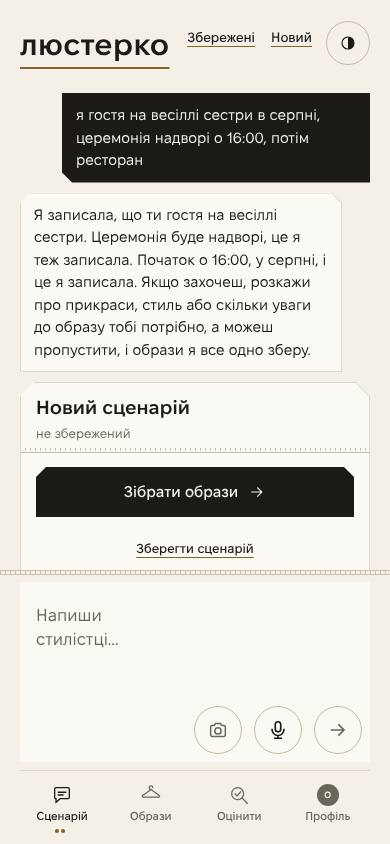 люстерко
Збережені
Новий
я гостя на весіллі сестри в серпні,
церемонія надворі о 16:00, потім
ресторан
Я записала, що ти гостя на весіллі
сестри. Церемонія буде надворі, це я
теж записала. Початок о 16:00, у серпні, і
це я записала. Якщо захочеш, розкажи
про прикраси, стиль або скільки уваги
до образу тобі потрібно, а можеш
пропустити, і образи я все одно зберу.
Новий сценарій
не збережений
Зібрати образи →
Зберегти сценарій
Напиши
стилістці...
Сценарій
Образи
Оцінити
О
Профіль